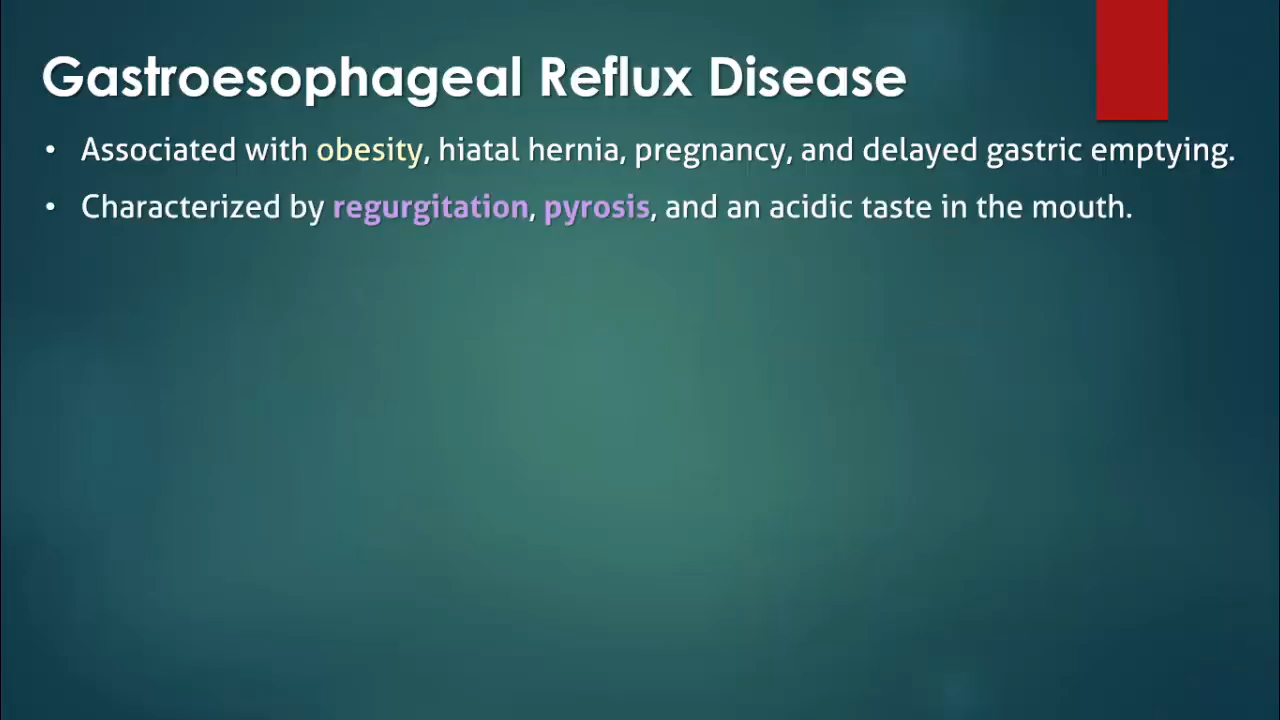 Gastroesophageal Reflux Disease
• Associated with obesity, hiatal hernia, pregnancy, and delayed gastric emptying.
• Characterized by regurgitation, pyrosis, and an acidic taste in the mouth.